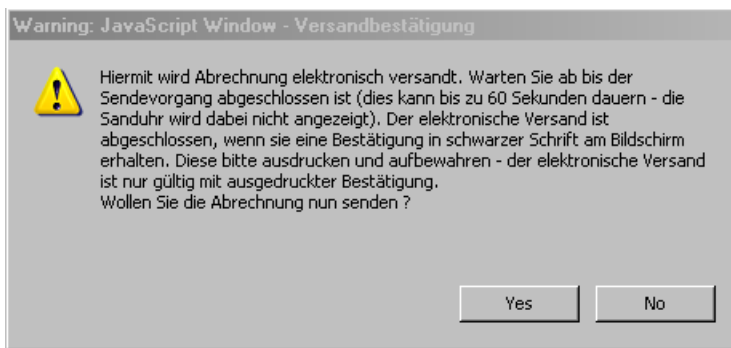 Warning: JavaScript Window - Versandbestätigung
Hiermit wird Abrechnung elektronisch versandt. Warten Sie ab bis der
Sendevorgang abgeschlossen ist (dies kann bis zu 60 Sekunden dauern - die
Sanduhr wird dabei nicht angezeigt). Der elektronische Versand ist
abgeschlossen, wenn sie eine Bestätigung in schwarzer Schrift am Bildschirm
erhalten. Diese bitte ausdrucken und aufbewahren - der elektronische Versand
ist nur gültig mit ausgedruckter Bestätigung.
Wollen Sie die Abrechnung nun senden ?
Yes No